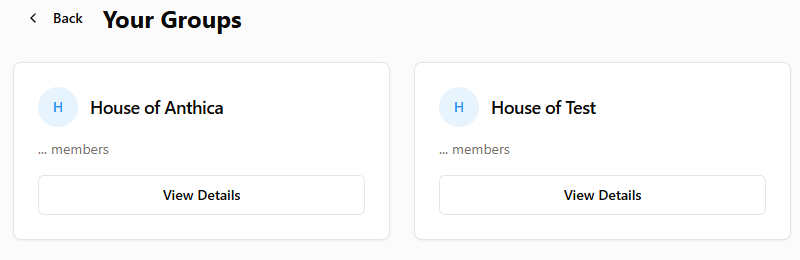 Back
Your Groups
H
House of Anthica
... members
View Details
H
House of Test
... members
View Details